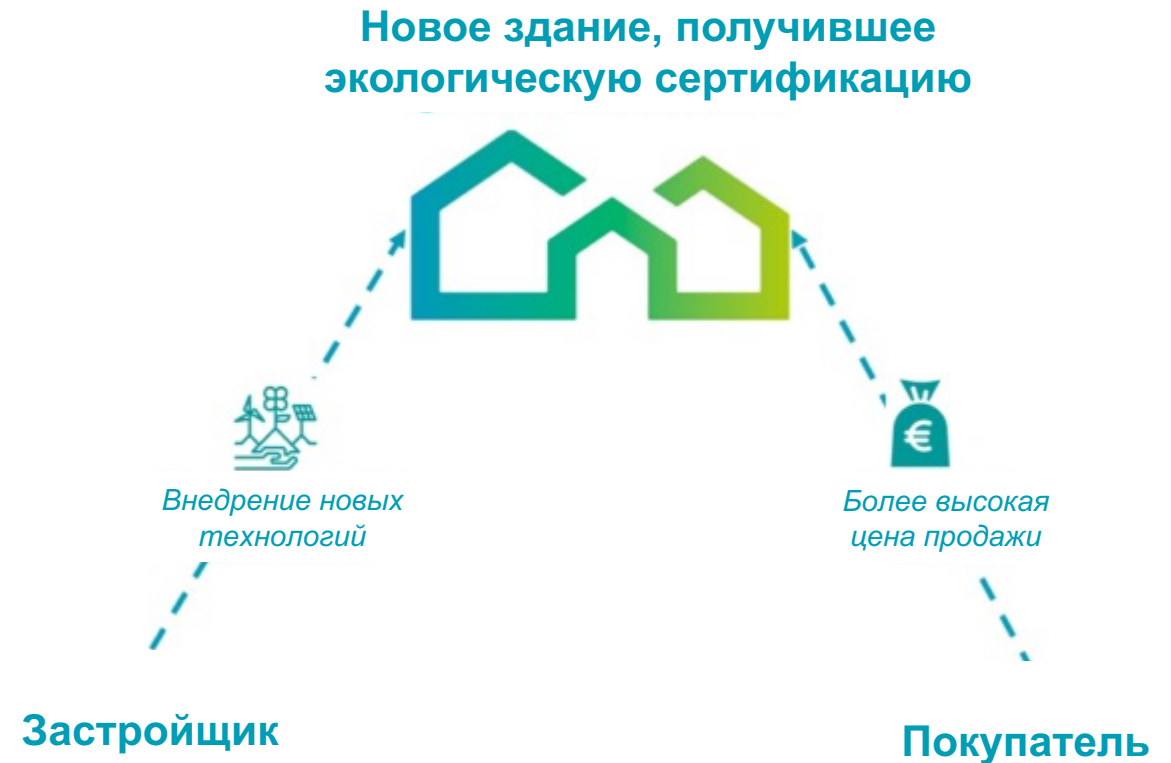 Новое здание, получившее
экологическую сертификацию
€
Внедрение новых
технологий
Более высокая
цена продажи
Застройщик
Покупатель